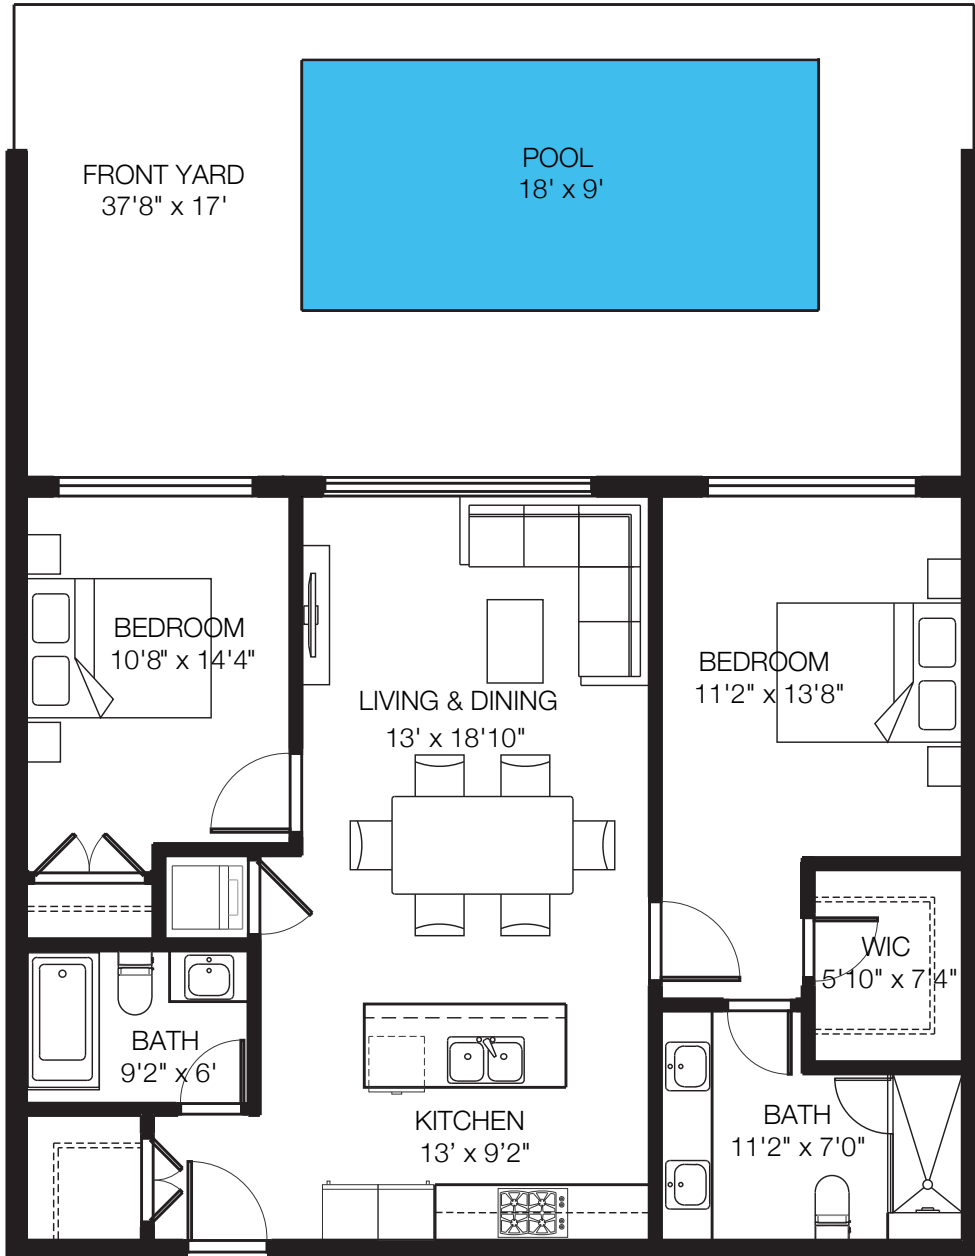 FRONT YARD
37'8" x 17'
POOL
18' x 9'
BEDROOM
10'8" x 14'4"
LIVING & DINING
13' x 18'10"
BEDROOM
11'2" x 13'8"
WIC
5'10" x 7'4"
BATH
9'2" x 6'
KITCHEN
13’ x 9’2”
BATH
11'2" x 7'0"